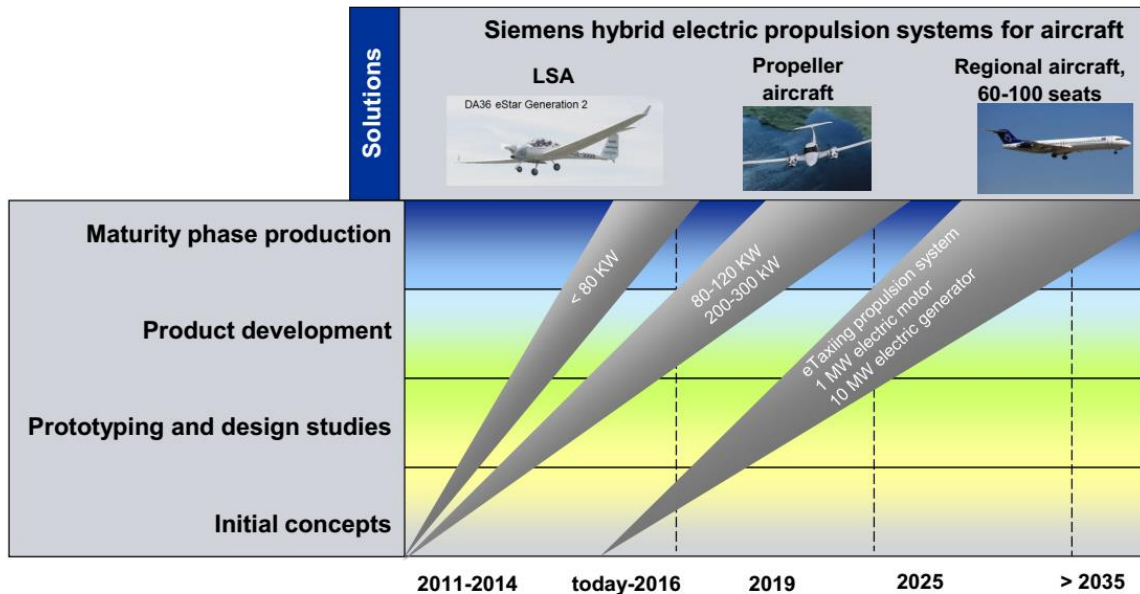 Solutions
Siemens hybrid electric propulsion systems for aircraft
LSA
DA36 eStar Generation 2
Propeller
aircraft
Regional aircraft,
60-100 seats
Maturity phase production
Product development
Prototyping and design studies
Initial concepts
< 80 KW
80-120 KW
200-300 kW
eTaxiing propulsion system
1 MW electric motor
10 MW electric generator
2011-2014
today-2016
2019
2025
> 2035